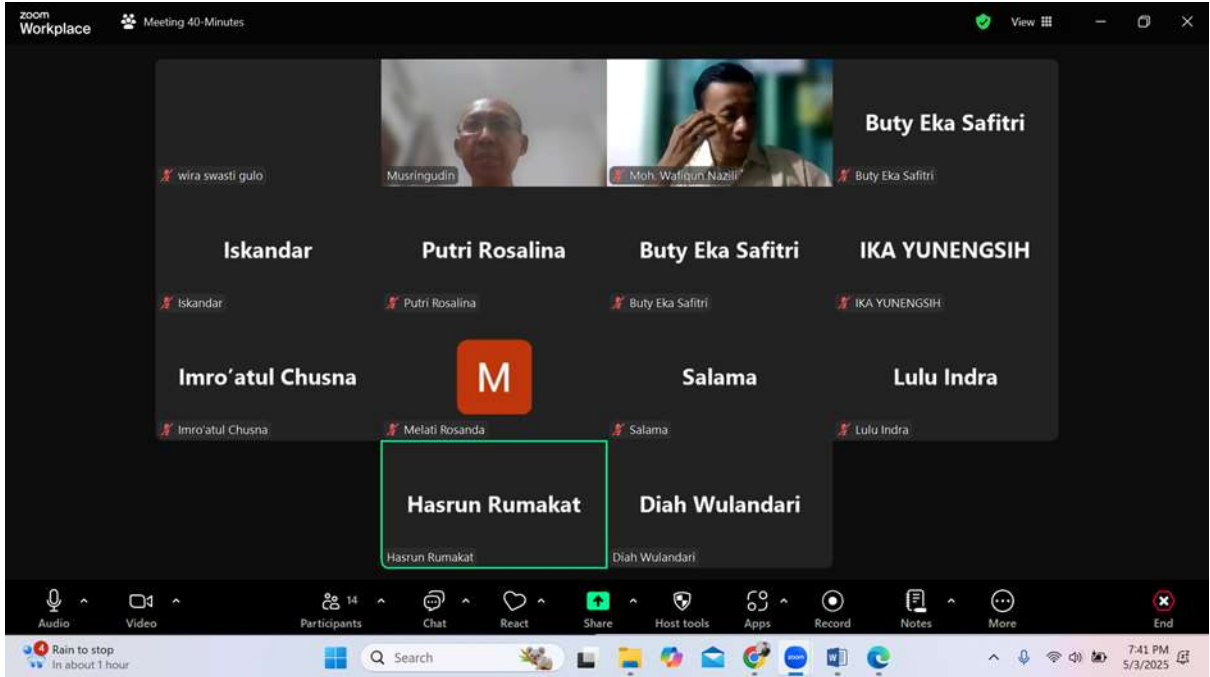 zoom
Workplace
Meeting 40-Minutes
View
wira swasti gulo
Musringudin
Moh. Wafiqun Nazili
Buty Eka Safitri
Buty Eka Safitri
Iskandar
Iskandar
Putri Rosalina
Putri Rosalina
Buty Eka Safitri
Buty Eka Safitri
IKA YUNENGSIH
IKA YUNENGSIH
Imro’atul Chusna
Imro'atul Chusna
M
Melati Rosanda
Salama
Salama
Lulu Indra
Lulu Indra
Hasrun Rumakat
Hasrun Rumakat
Diah Wulandari
Diah Wulandari
Audio
Video
14
Participants
Chat
React
Share
Host tools
Apps
Record
Notes
More
End
4
Rain to stop
In about 1 hour
Search
zoom
W
7:41 PM
5/3/2025